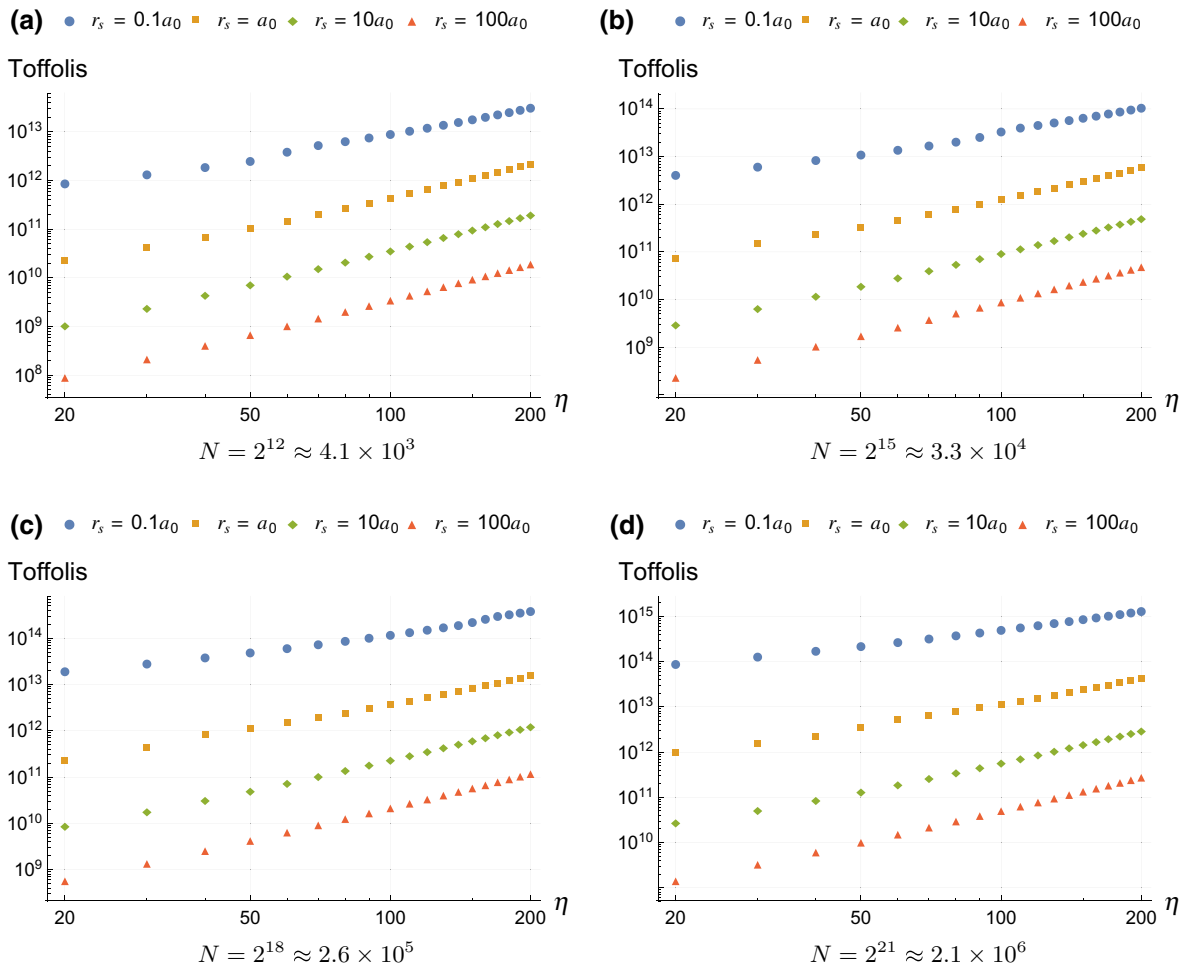 (a) r_s = 0.1a_0 r_s = a_0 r_s = 10a_0 r_s = 100a_0
Toffolis
10^13
10^12
10^11
10^10
10^9
10^8
20 50 100 200 η
N = 2^12 ≈ 4.1 × 10^3
(b) r_s = 0.1a_0 r_s = a_0 r_s = 10a_0 r_s = 100a_0
Toffolis
10^14
10^13
10^12
10^11
10^10
10^9
20 50 100 200 η
N = 2^15 ≈ 3.3 × 10^4
(c) r_s = 0.1a_0 r_s = a_0 r_s = 10a_0 r_s = 100a_0
Toffolis
10^14
10^13
10^12
10^11
10^10
10^9
20 50 100 200 η
N = 2^18 ≈ 2.6 × 10^5
(d) r_s = 0.1a_0 r_s = a_0 r_s = 10a_0 r_s = 100a_0
Toffolis
10^15
10^14
10^13
10^12
10^11
10^10
20 50 100 200 η
N = 2^21 ≈ 2.1 × 10^6